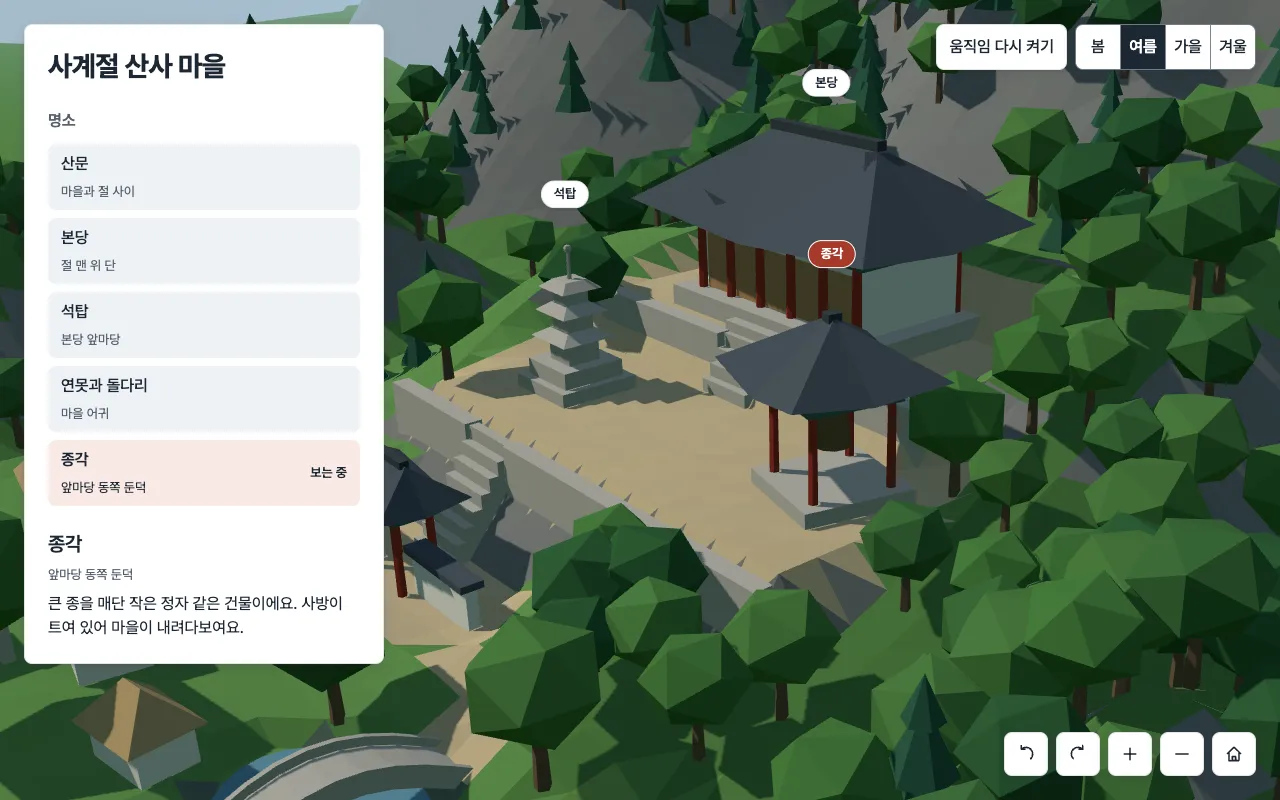 사계절 산사 마을
명소
산문
마을과 절 사이
본당
절 맨 위 단
석탑
본당 앞마당
연못과 돌다리
마을 어귀
종각
앞마당 동쪽 둔덕
보는 중
종각
앞마당 동쪽 둔덕
큰 종을 매단 작은 정자 같은 건물이에요. 사방이
트여 있어 마을이 내려다보여요.
움직임 다시 켜기
봄
여름
가을
겨울
본당
석탑
종각